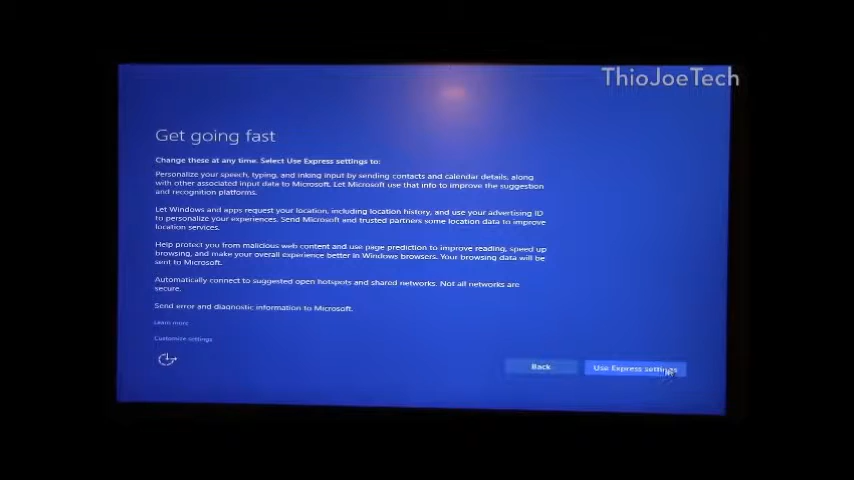 ThioJoeTech
Get going fast
Change these at any time. Select Use Express settings to:
Personalize your speech, typing, and inking input by sending contacts and calendar details, along
with other associated input data to Microsoft. Let Microsoft use that info to improve the suggestion
and recognition platforms.
Let Windows and apps request your location, including location history, and use your advertising ID
to personalize your experiences. Send Microsoft and trusted partners some location data to improve
location services.
Help protect you from malicious web content and use page prediction to improve reading, speed up
browsing, and make your overall experience better in Windows browsers. Your browsing data will be
sent to Microsoft.
Automatically connect to suggested open hotspots and shared networks. Not all networks are
secure.
Send error and diagnostic information to Microsoft.
Learn more
Customize settings
Back
Use Express settings